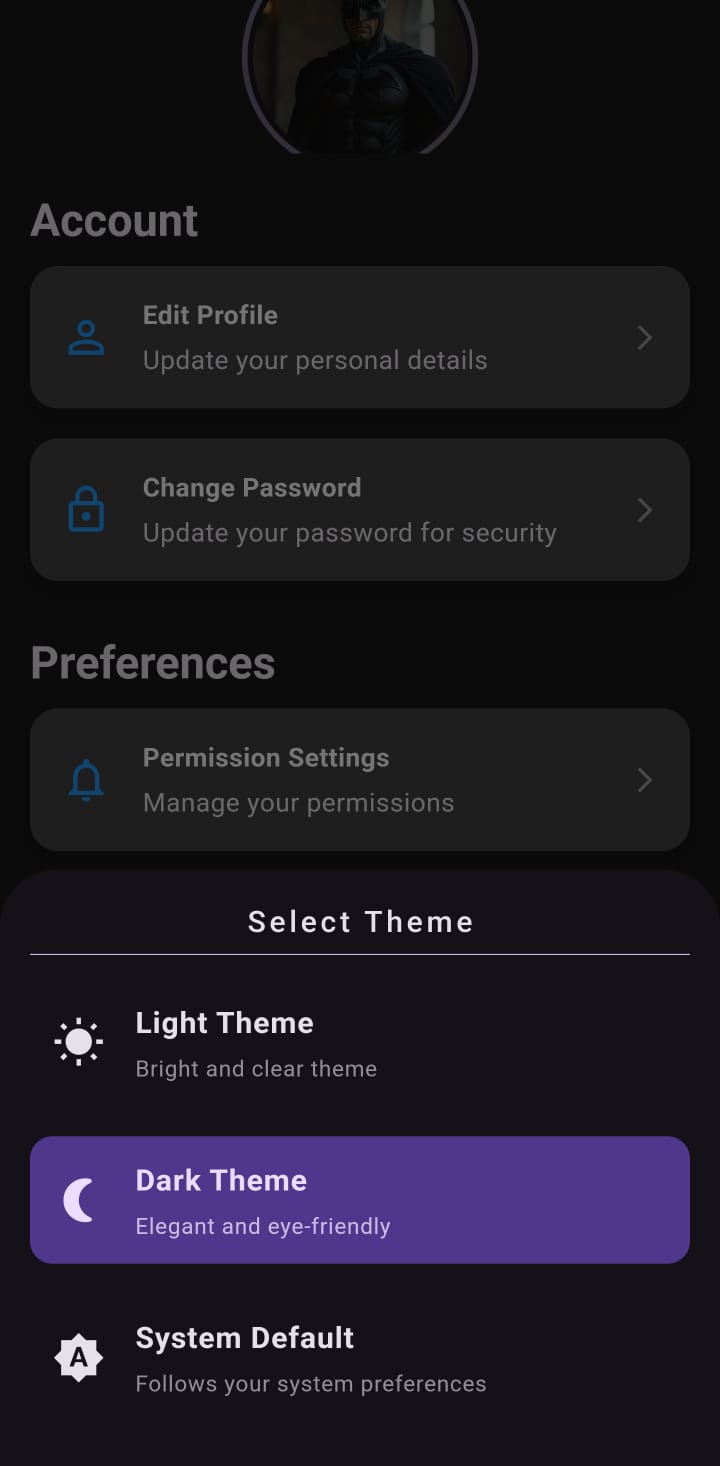 Account
Edit Profile
Update your personal details
Change Password
Update your password for security
Preferences
Permission Settings
Manage your permissions
Select Theme
Light Theme
Bright and clear theme
Dark Theme
Elegant and eye-friendly
A
System Default
Follows your system preferences